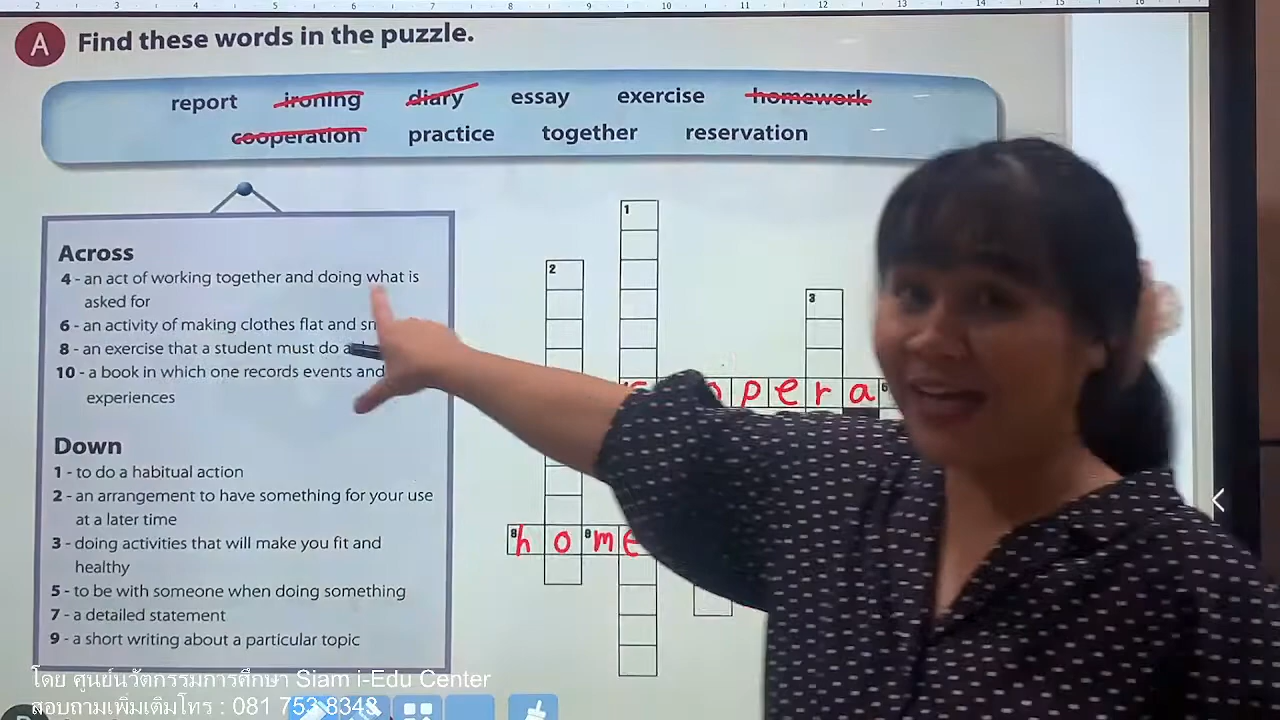 A Find these words in the puzzle.
report ironing diary essay exercise homework
cooperation practice together reservation
Across
4 - an act of working together and doing what is
asked for
6 - an activity of making clothes flat and
8 - an exercise that a student must do
10 - a book in which one records events and
experiences
Down
1 - to do a habitual action
2 - an arrangement to have something for your use
at a later time
3 - doing activities that will make you fit and
healthy
5 - to be with someone when doing something
7 - a detailed statement
9 - a short writing about a particular topic
1
2
3
p e r a
8 h o 9 m e
โดย ศูนย์นวัตกรรมการศึกษา Siam i-Edu Center
สอบถามเพิ่มเติมโทร : 081 753 8348